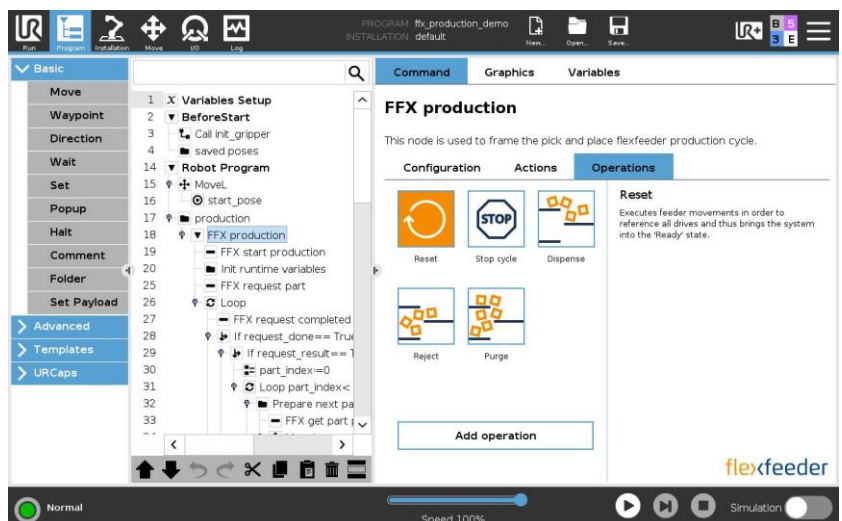 UR
Run
Program
Installation
Move
I/O
Log
PROGRAM ffx_production_demo
INSTALLATION default
New...
Open...
Save...
UR+
B 5
3 E
Basic
Move
Waypoint
Direction
Wait
Set
Popup
Halt
Comment
Folder
Set Payload
Advanced
Templates
URCaps
1 X Variables Setup
2 BeforeStart
3 Call init_gripper
4 saved poses
14 Robot Program
15 MoveL
16 start_pose
17 production
18 FFX production
19 FFX start production
20 Init runtime variables
25 FFX request part
26 Loop
27 FFX request completed
28 If request_done== True
29 If request_result== 
30 part_index:=0
31 Loop part_index<
32 Prepare next pa
33 FFX get part
Command Graphics Variables
FFX production
This node is used to frame the pick and place flexfeeder production cycle.
Configuration Actions Operations
STOP
Reset Stop cycle Dispense
Reject Purge
Add operation
Reset
Executes feeder movements in order to
reference all drives and thus brings the system
into the 'Ready' state.
flexfeeder
Normal
Speed 100%
Simulation